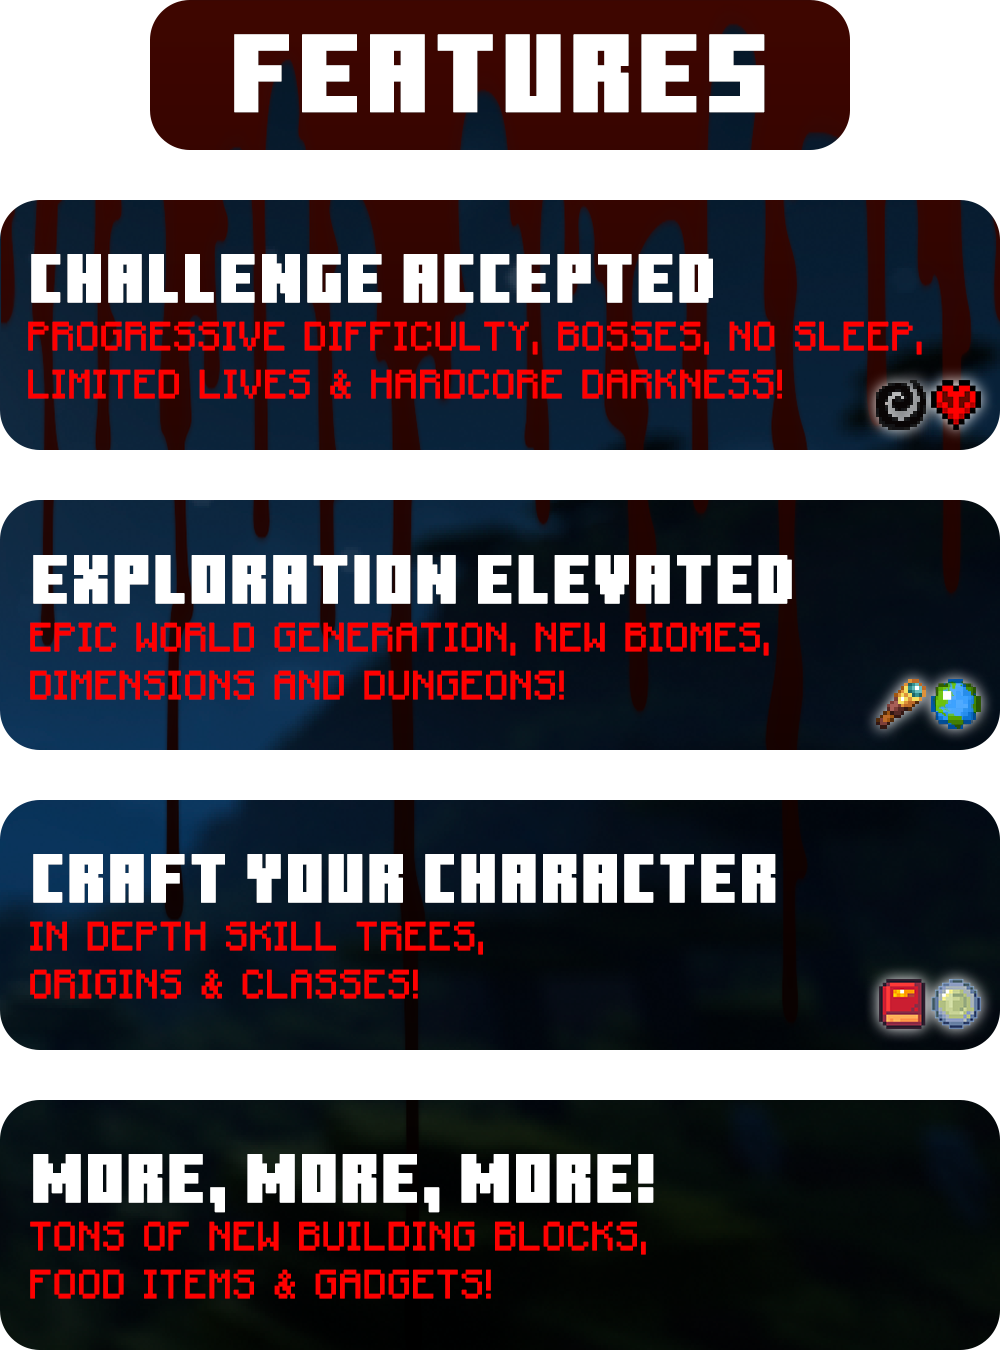 FEATURES
CHALLENGE ACCEPTED
PROGRESSIVE DIFFICULTY, BOSSES, NO SLEEP,
LIMITED LIVES & HARDCORE DARKNESS!
EXPLORATION ELEVATED
EPIC WORLD GENERATION, NEW BIOMES,
DIMENSIONS AND DUNGEONS!
CRAFT YOUR CHARACTER
IN DEPTH SKILL TREES,
ORIGINS & CLASSES!
MORE, MORE, MORE!
TONS OF NEW BUILDING BLOCKS,
FOOD ITEMS & GADGETS!